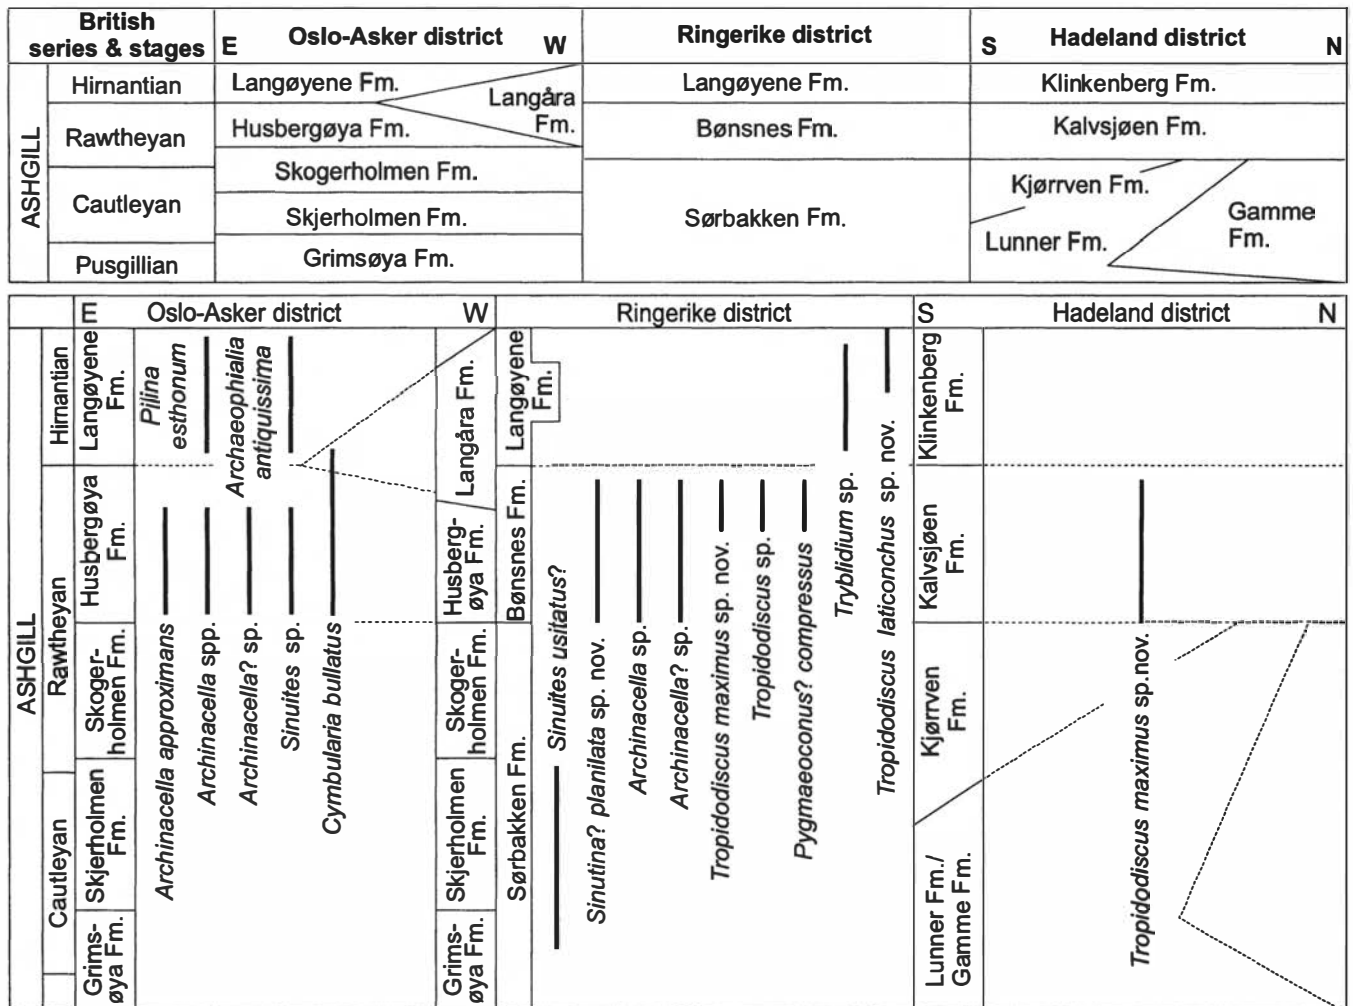 British
series & stages
E
Oslo-Asker district
W
Ringerike district
S
Hadeland district
N
ASHGILL
Hirnantian
Langøyene Fm.
Langåra
Fm.
Langøyene Fm.
Klinkenberg Fm.
Rawtheyan
Husbergøya Fm.
Bønsnes Fm.
Kalvsjøen Fm.
Cautleyan
Skogerholmen Fm.
Skjerholmen Fm.
Sørbakken Fm.
Kjørrven Fm.
Lunner Fm.
Gamme
Fm.
Pusgillian
Grimsøya Fm.
E
Oslo-Asker district
W
Ringerike district
S
Hadeland district
N
ASHGILL
Hirnantian
Rawtheyan
Cautleyan
Langøyene
Fm.
Husbergøya
Fm.
Skoger-
holmen Fm.
Skjerholmen
Fm.
Grims-
øya Fm.
Pilina
esthonum
Archaeophialia
antiquissima
Archinacella approximans
Archinacella spp.
Archinacella? sp.
Sinuites sp.
Cymbularia bullatus
Langåra Fm.
Husberg-
øya Fm.
Skoger-
holmen Fm.
Skjerholmen
Fm.
Grims-
øya Fm.
Langøyene
Fm.
Bønsnes Fm.
Sørbakken Fm.
Sinuites usitatus?
Sinutina? planilata sp. nov.
Archinacella sp.
Archinacella? sp.
Tropidodiscus maximus sp. nov.
Tropidodiscus sp.
Pygmaeoconus? compressus
Tryblidium sp.
Tropidodiscus laticonchus sp. nov.
Klinkenberg
Fm.
Kalvsjøen
Fm.
Kjørrven
Fm.
Lunner Fm./
Gamme Fm.
Tropidodiscus maximus sp.nov.